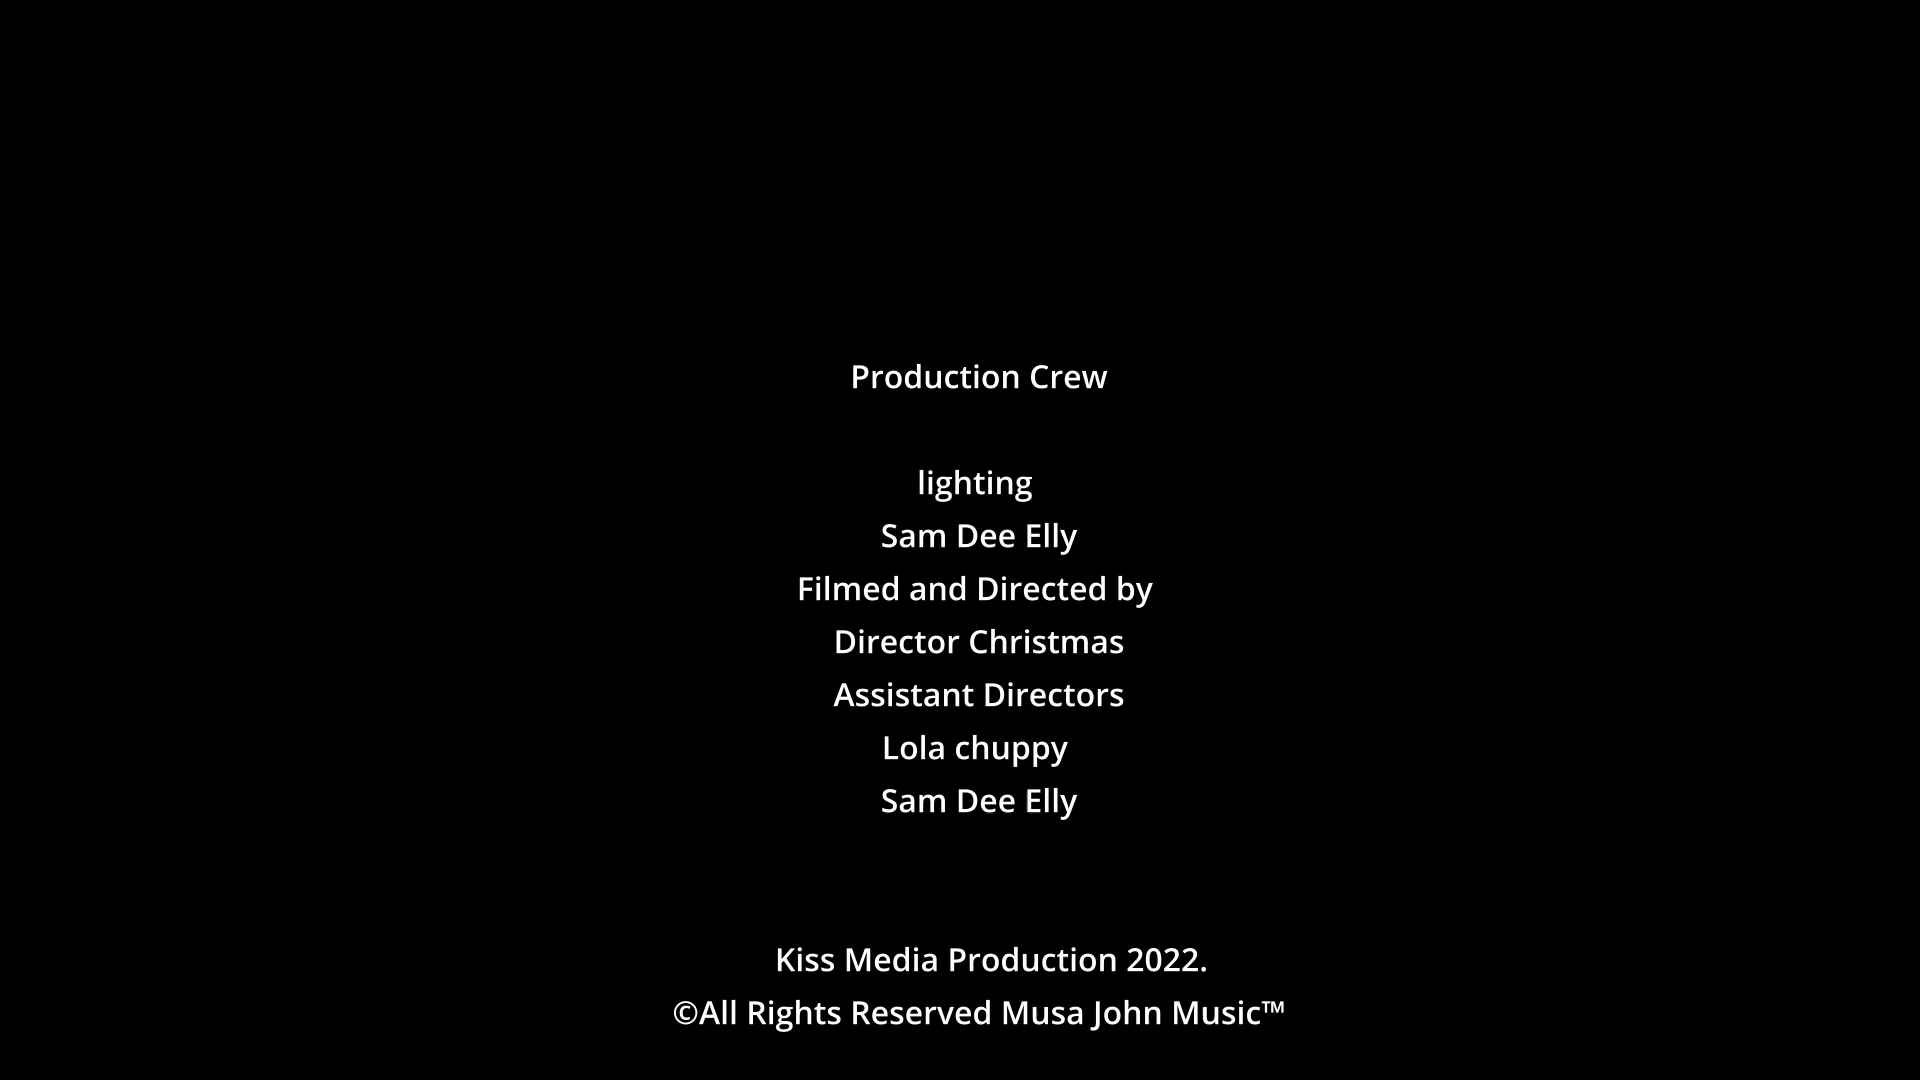 Production Crew
lighting
Sam Dee Elly
Filmed and Directed by
Director Christmas
Assistant Directors
Lola chuppy
Sam Dee Elly
Kiss Media Production 2022.
©All Rights Reserved Musa John Music™